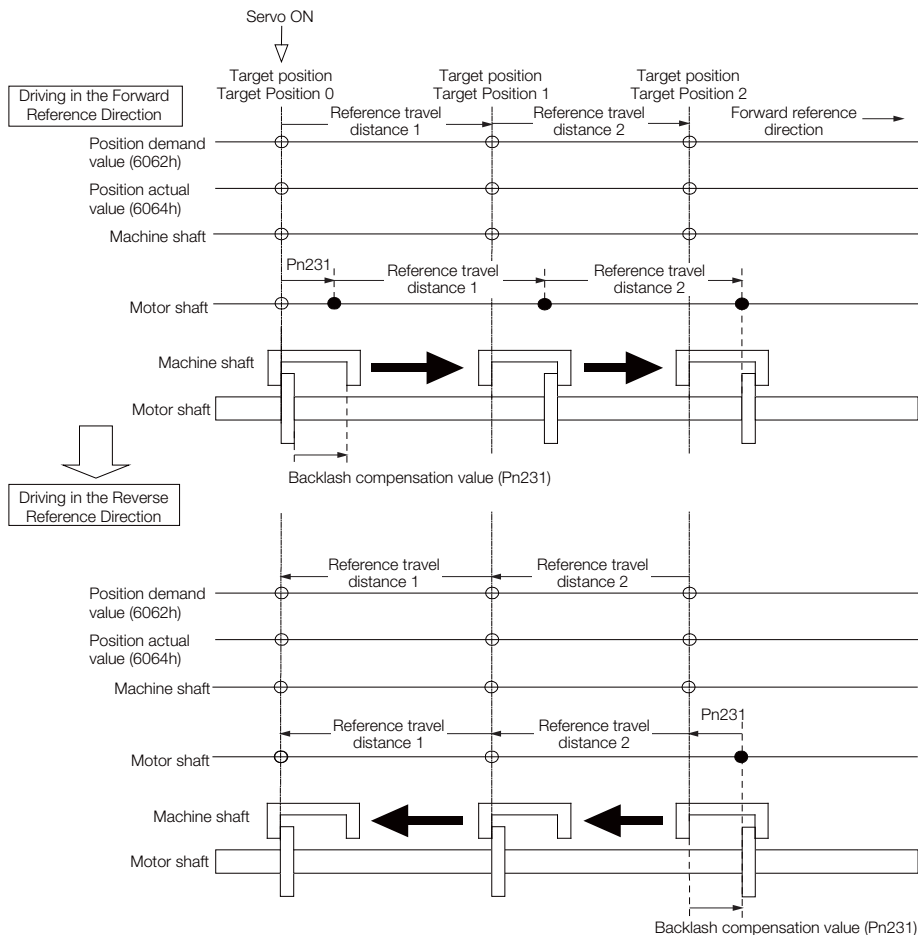 Servo ON
Target position
Target Position 0
Target position
Target Position 1
Target position
Target Position 2
Driving in the Forward
Reference Direction
Reference travel
distance 1
Reference travel
distance 2
Forward reference
direction
Position demand
value (6062h)
Position actual
value (6064h)
Machine shaft
Pn231
Reference travel
distance 1
Reference travel
distance 2
Motor shaft
Machine shaft
Motor shaft
Backlash compensation value (Pn231)
Driving in the Reverse
Reference Direction
Reference travel
distance 1
Reference travel
distance 2
Position demand
value (6062h)
Position actual
value (6064h)
Machine shaft
Pn231
Reference travel
distance 1
Reference travel
distance 2
Motor shaft
Machine shaft
Motor shaft
Backlash compensation value (Pn231)